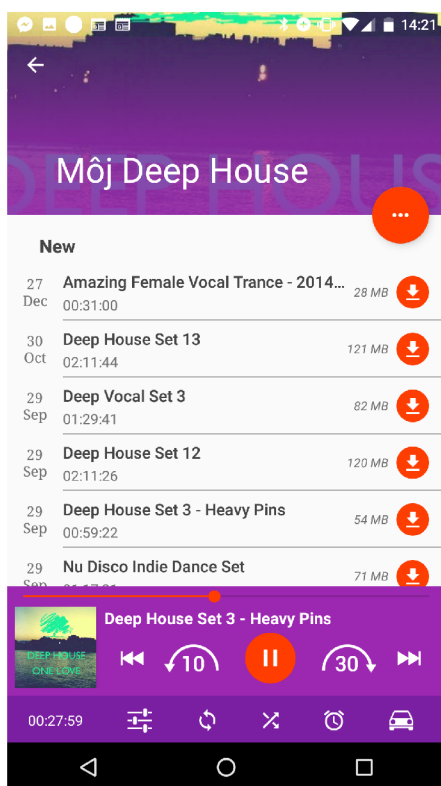 14:21
DEEP HOUSE
Môj Deep House
New
27 Dec
Amazing Female Vocal Trance - 2014...
00:31:00
28 MB
30 Oct
Deep House Set 13
02:11:44
121 MB
29 Sep
Deep Vocal Set 3
01:29:41
82 MB
29 Sep
Deep House Set 12
02:11:26
120 MB
29 Sep
Deep House Set 3 - Heavy Pins
00:59:22
54 MB
29 Sep
Nu Disco Indie Dance Set
71 MB
DEEP HOUSE
ONE LOVE
Deep House Set 3 - Heavy Pins
10
30
00:27:59